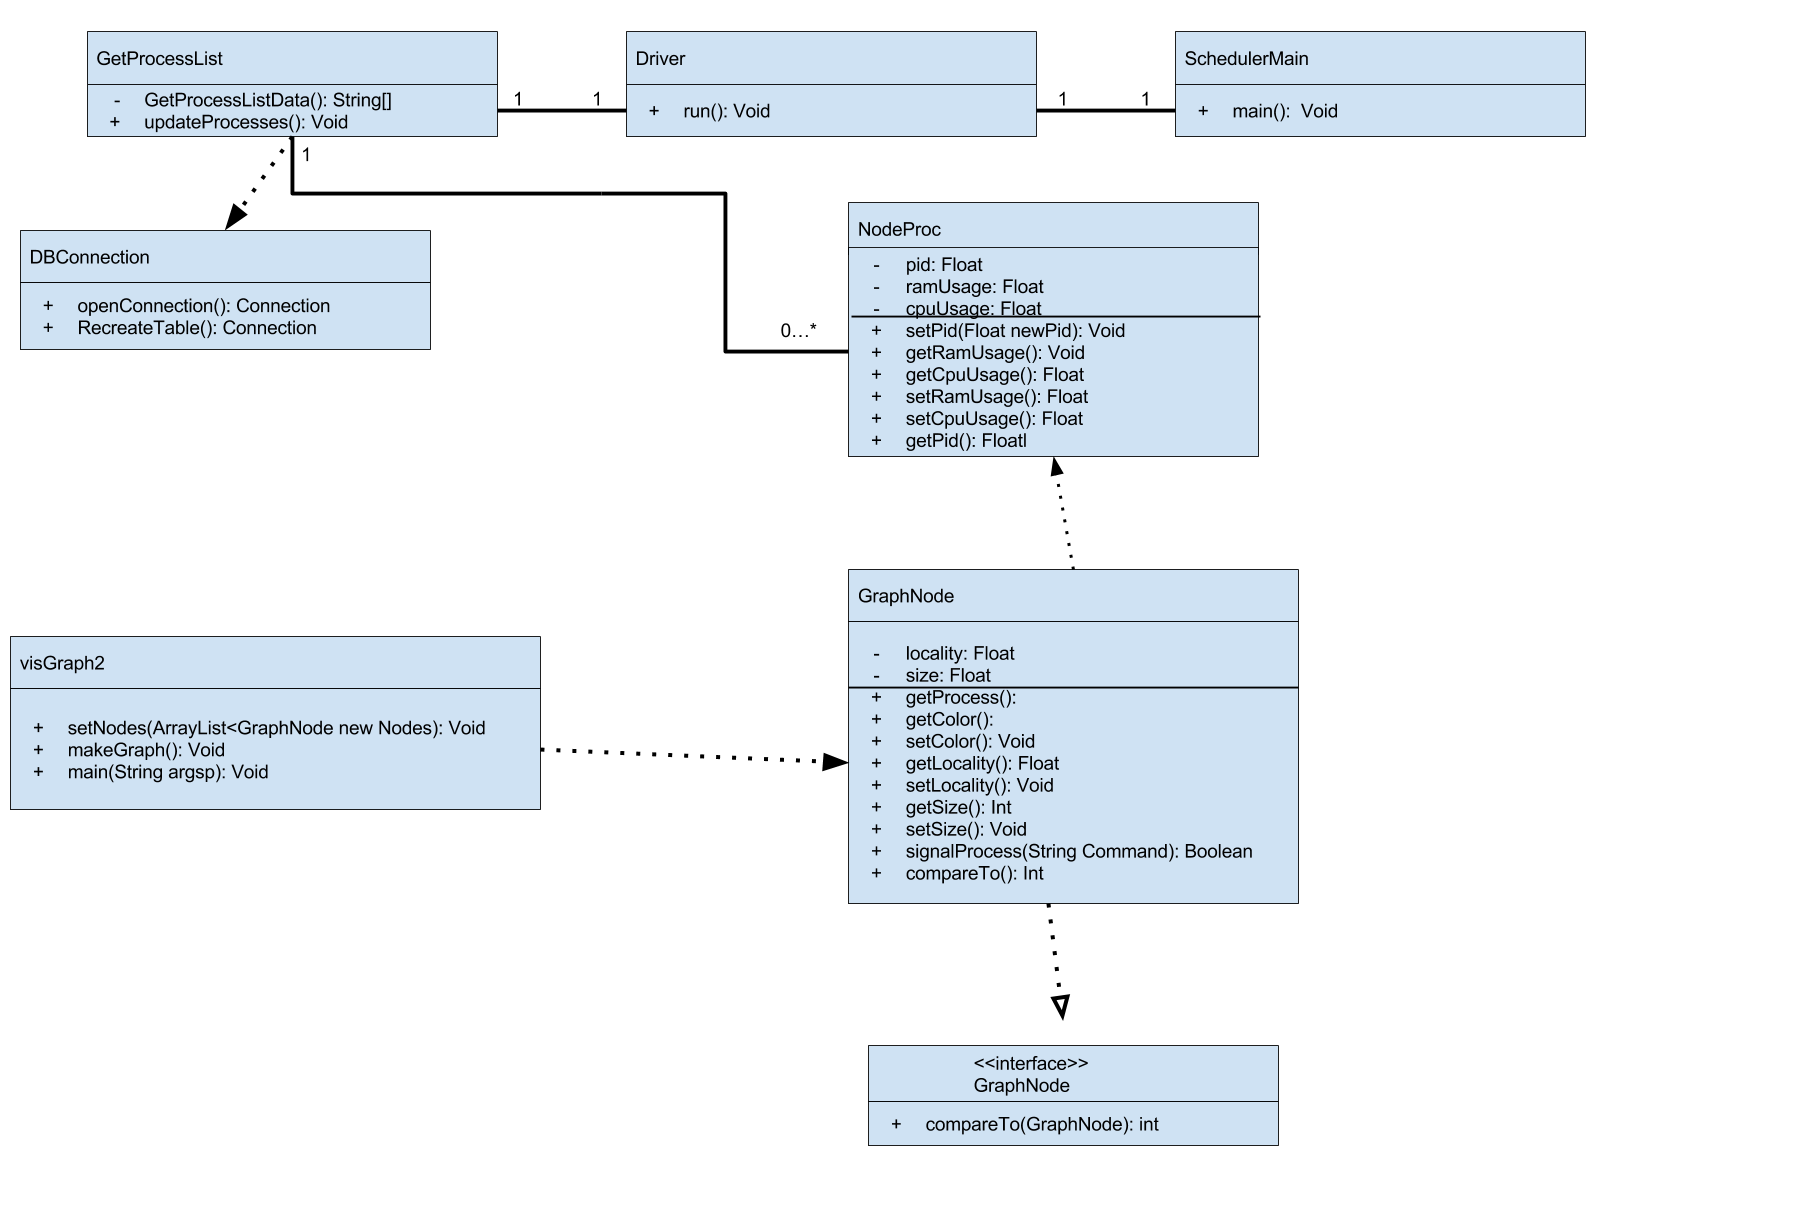 GetProcessList
- GetProcessListData(): String[]
+ updateProcesses(): Void
1
1
Driver
+ run(): Void
1
1
SchedulerMain
+ main():  Void
1
DBConnection
+ openConnection(): Connection
+ RecreateTable(): Connection
0...*
NodeProc
- pid: Float
- ramUsage: Float
- cpuUsage: Float
+ setPid(Float newPid): Void
+ getRamUsage(): Void
+ getCpuUsage(): Float
+ setRamUsage(): Float
+ setCpuUsage(): Float
+ getPid(): Floatl
visGraph2
+ setNodes(ArrayList<GraphNode new Nodes): Void
+ makeGraph(): Void
+ main(String argsp): Void
GraphNode
- locality: Float
- size: Float
+ getProcess():
+ getColor():
+ setColor(): Void
+ getLocality(): Float
+ setLocality(): Void
+ getSize(): Int
+ setSize(): Void
+ signalProcess(String Command): Boolean
+ compareTo(): Int
<<interface>>
GraphNode
+ compareTo(GraphNode): int